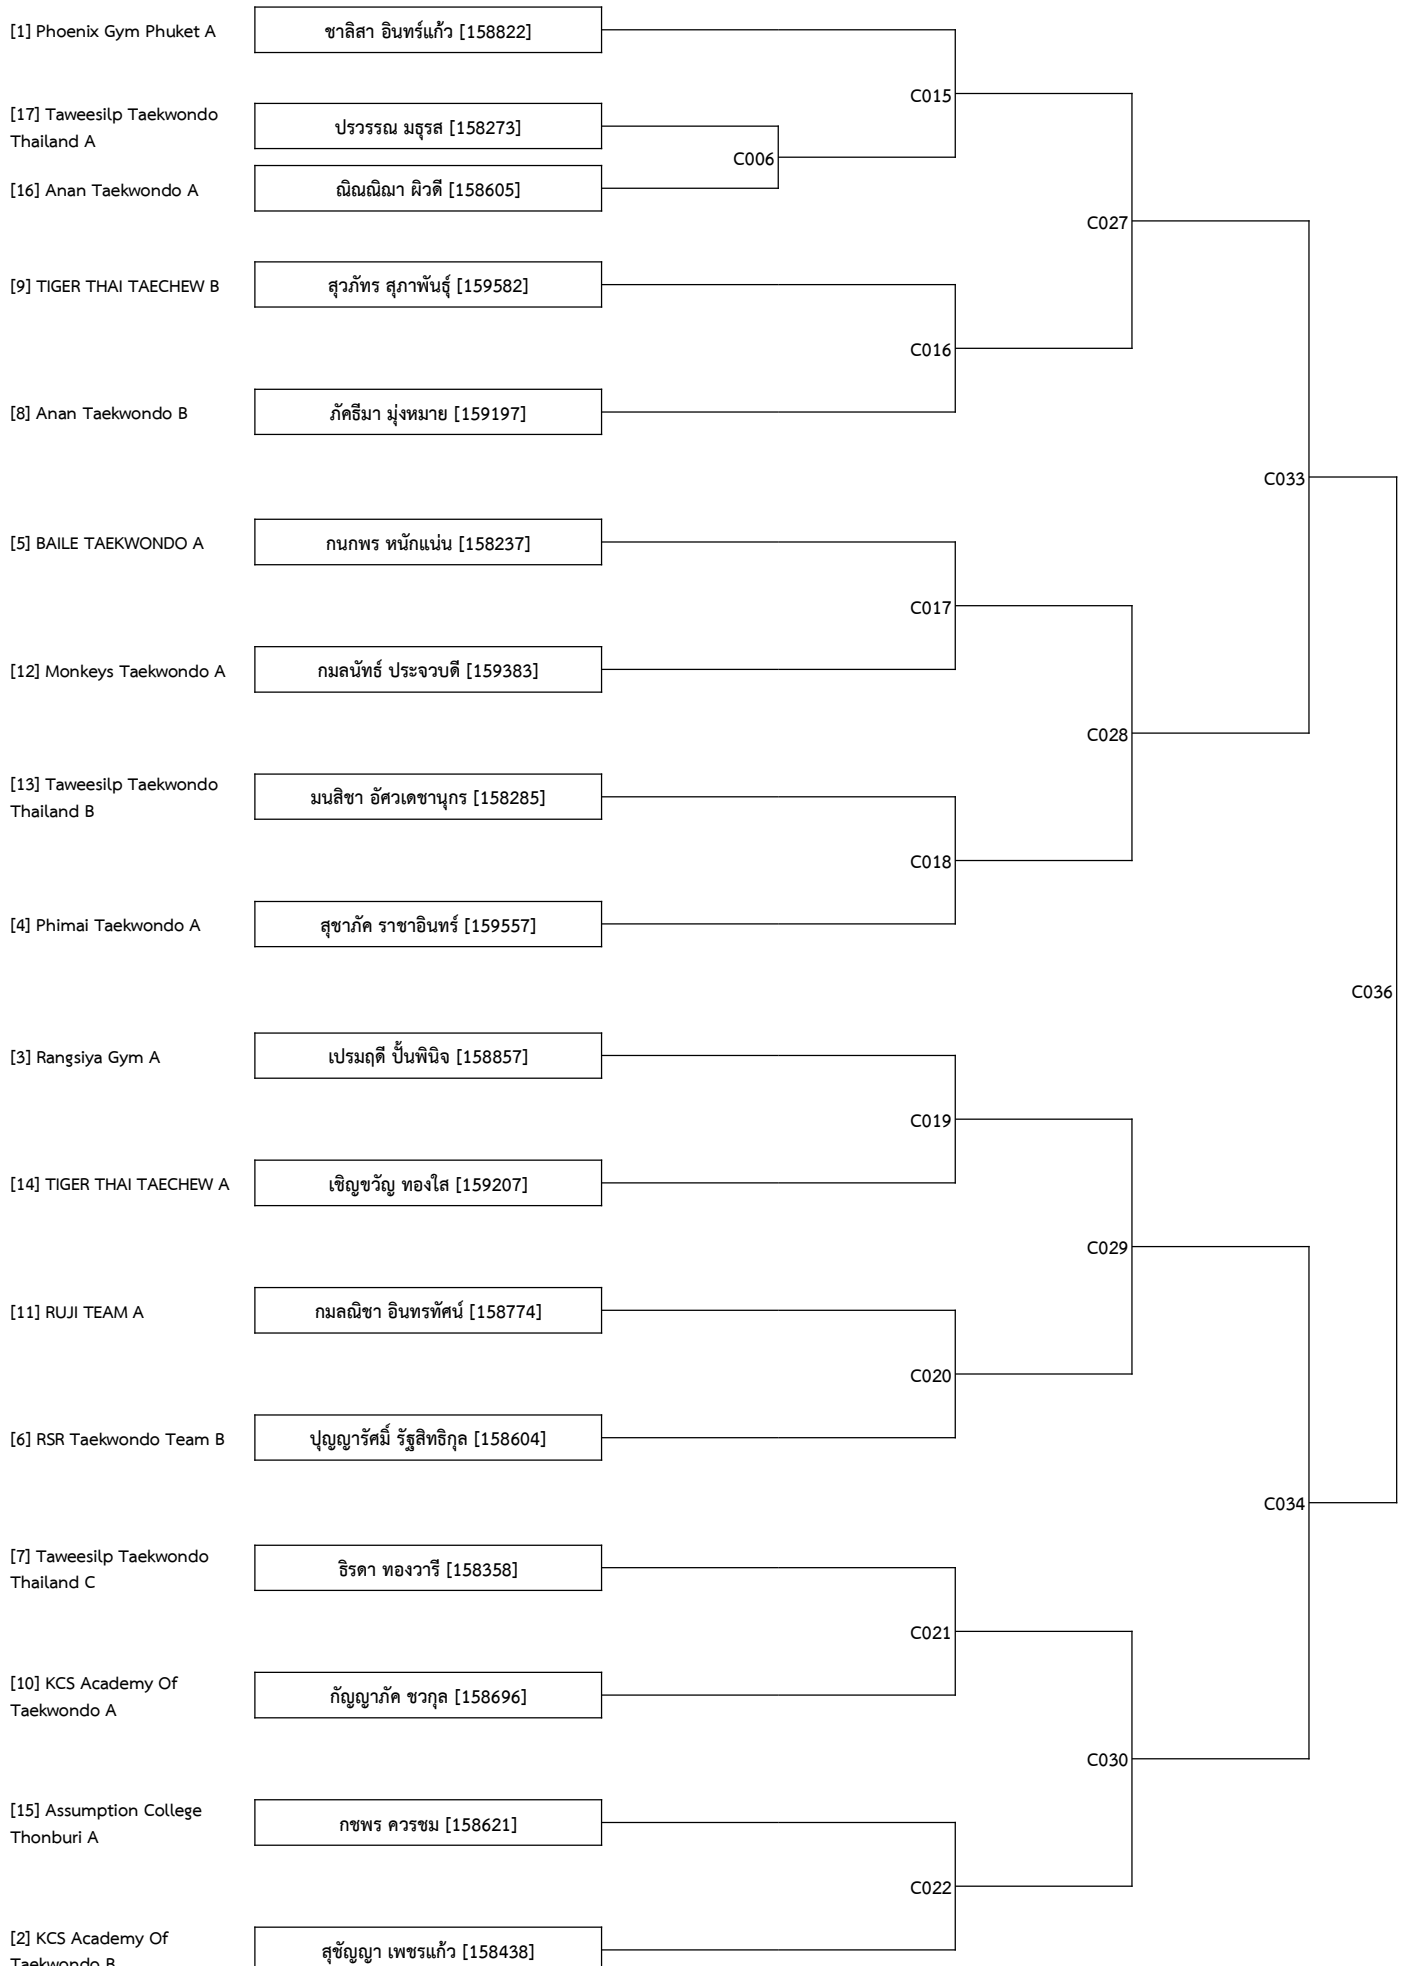 [1] Phoenix Gym Phuket A
ชาลิสา อินทร์แก้ว [158822]
C015
[17] Taweesilp Taekwondo
Thailand A
ปรวรรณ มธุรส [158273]
C006
[16] Anan Taekwondo A
ณิณณิฌา ผิวดี [158605]
C027
[9] TIGER THAI TAECHEW B
สุวภัทร สุภาพันธุ์ [159582]
C016
[8] Anan Taekwondo B
ภัคธีมา มุ่งหมาย [159197]
C033
[5] BAILE TAEKWONDO A
กนกพร หนักแน่น [158237]
C017
[12] Monkeys Taekwondo A
กมลนัทธ์ ประจวบดี [159383]
C028
[13] Taweesilp Taekwondo
Thailand B
มนสิชา อัศวเดชานุกร [158285]
C018
[4] Phimai Taekwondo A
สุชาภัค ราชาอินทร์ [159557]
C036
[3] Rangsiya Gym A
เปรมฤดี ปั้นพินิจ [158857]
C019
[14] TIGER THAI TAECHEW A
เชิญขวัญ ทองใส [159207]
C029
[11] RUJI TEAM A
กมลณิชา อินทรทัศน์ [158774]
C020
[6] RSR Taekwondo Team B
ปุญญารัศมิ์ รัฐสิทธิกุล [158604]
C034
[7] Taweesilp Taekwondo
Thailand C
ธิรดา ทองวารี [158358]
C021
[10] KCS Academy Of
Taekwondo A
กัญญาภัค ชวกุล [158696]
C030
[15] Assumption College
Thonburi A
กชพร ควรชม [158621]
C022
[2] KCS Academy Of
Taekwondo B
สุชัญญา เพชรแก้ว [158438]